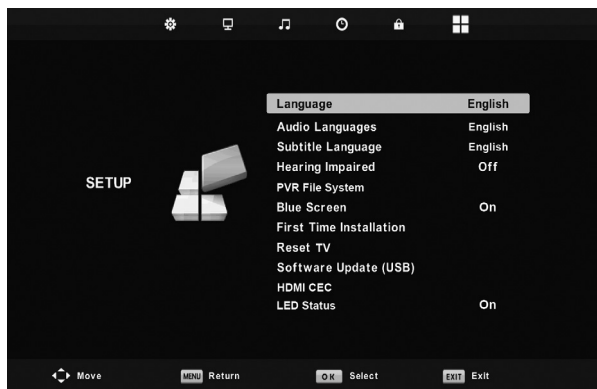 Language English
Audio Languages English
Subtitle Language English
Hearing Impaired Off
SETUP
PVR File System
Blue Screen On
First Time Installation
Reset TV
Software Update (USB)
HDMI CEC
LED Status On
Move MENU Return OK Select EXIT Exit